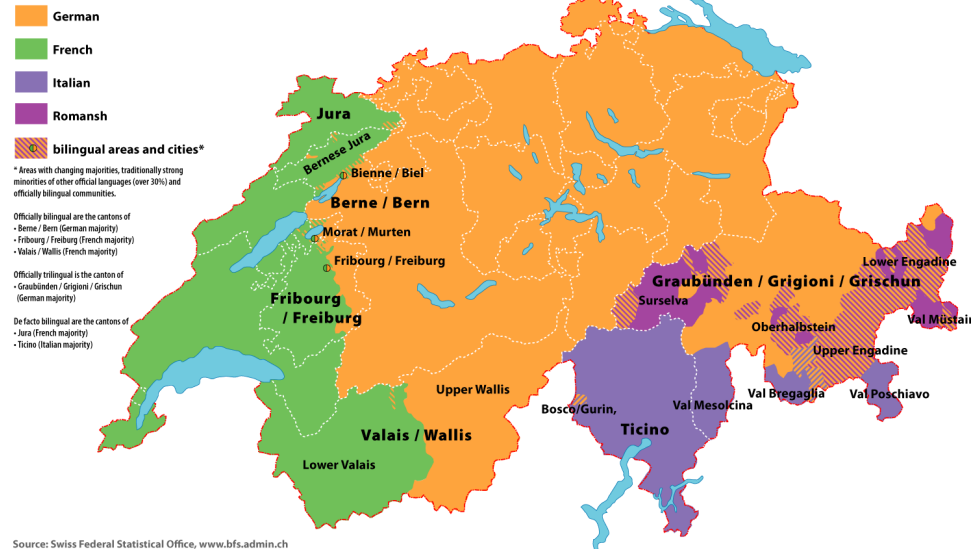 German
French
Italian
Romansh
bilingual areas and cities*
* Areas with changing majorities, traditionally strong
minorities of other official languages (over 30%) and
officially bilingual communities.
Officially bilingual are the cantons of
• Berne / Bern (German majority)
• Fribourg / Freiburg (French majority)
• Valais / Wallis (French majority)
Officially trilingual is the canton of
• Graubünden / Grigioni / Grischun
(German majority)
De facto bilingual are the cantons of
• Jura (French majority)
• Ticino (Italian majority)
Jura
Bernese Jura
Bienne / Biel
Berne / Bern
Morat / Murten
Fribourg / Freiburg
Fribourg
/ Freiburg
Lower Engadine
Graubünden / Grigioni / Grischun
Surselva
Val Müstair
Oberhalbstein
Upper Engadine
Upper Wallis
Val Bregaglia
Val Poschiavo
Bosco/Gurin,
Val Mesolcina
Ticino
Valais / Wallis
Lower Valais
Source: Swiss Federal Statistical Office, www.bfs.admin.ch